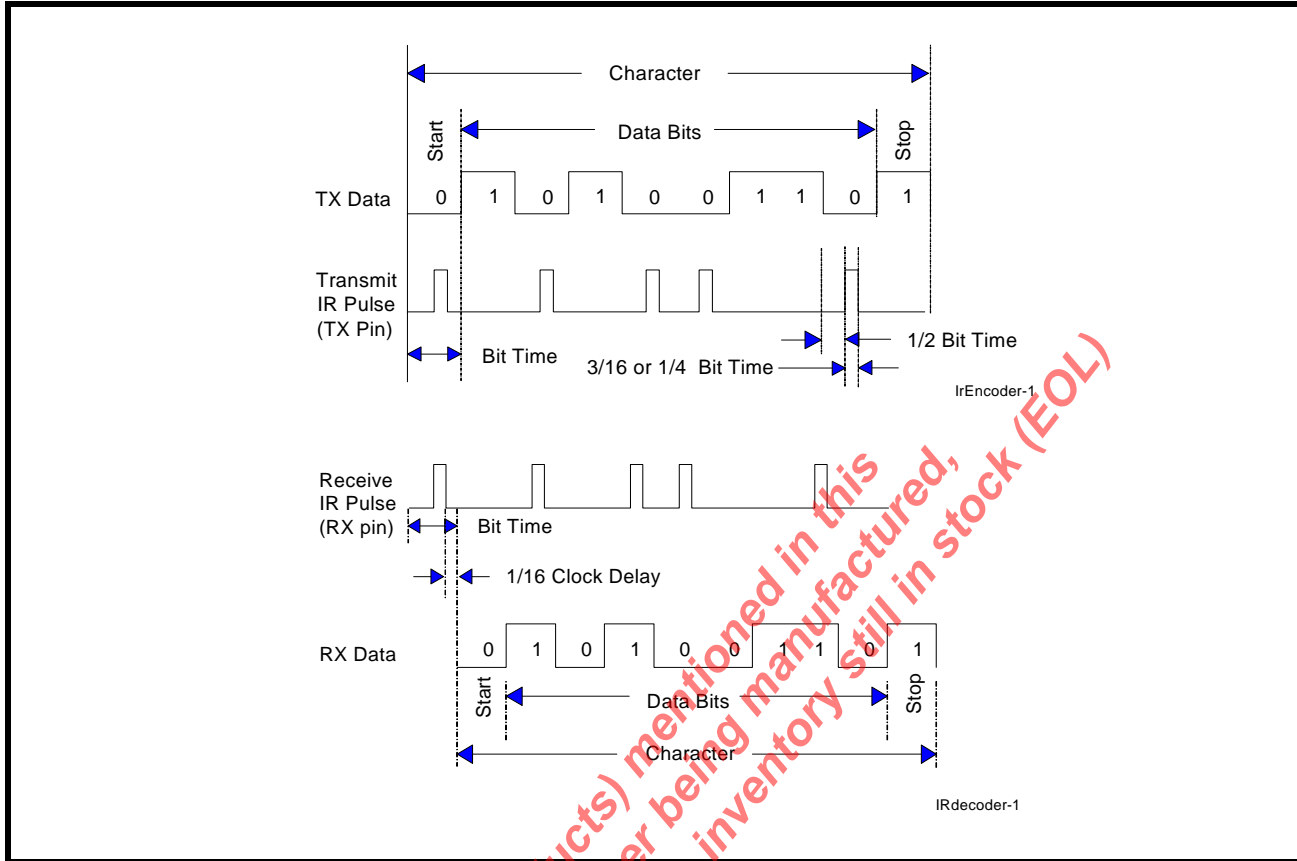 Character
Start
Data Bits
Stop
TX Data
0 1 0 1 0 0 1 1 0 1
Transmit
IR Pulse
(TX Pin)
Bit Time
1/2 Bit Time
3/16 or 1/4 Bit Time
IrEncoder-1
Receive
IR Pulse
(RX pin)
Bit Time
1/16 Clock Delay
RX Data
0 1 0 1 0 0 1 1 0 1
Start
Data Bits
Stop
Character
IRdecoder-1
ucts) mentioned in this
er being manufactured,
inventory still in stock (EOL)